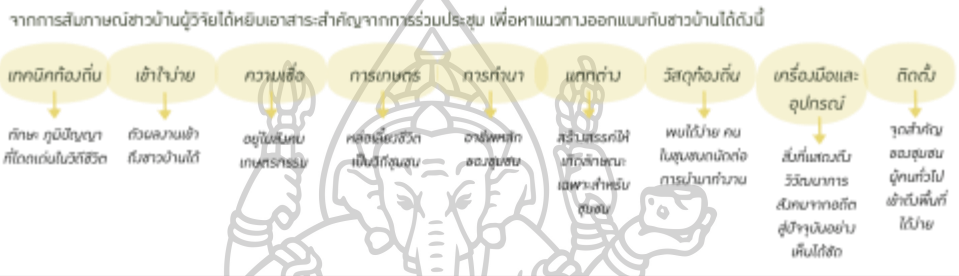 จากการสัมภาษณ์ชาวบ้านผู้วิจัยได้หยิบเอาสาระสำคัญจากการร่วมประชุม เพื่อหาแนวทางออกแบบกับชาวบ้านได้ดังนี้
เทคนิคท้องถิ่น
ทักษะ ภูมิปัญญา
ที่โดดเด่นในวิถีชีวิต
เข้าใจง่าย
ตัวผลงานเข้า
ถึงชาวบ้านได้
ความเชื่อ
อยู่ในสังคม
เกษตรกรรม
การเกษตร
หล่อเลี้ยงชีวิต
เป็นวิถีชุมชน
การทำนา
อาชีพหลัก
ของชุมชน
แตกต่าง
สร้างสรรค์ให้
เกิดลักษณะ
เฉพาะสำหรับ
ชุมชน
วัสดุท้องถิ่น
พบได้ง่าย คน
ในชุมชนถนัดต่อ
การนำมาทำงาน
เครื่องมือและ
อุปกรณ์
สิ่งที่แสดงถึง
วิวัฒนาการ
สังคมจากอดีต
สู่ปัจจุบันอย่าง
เห็นได้ชัด
ติดตั้ง
จุดสำคัญ
ของชุมชน
ผู้คนทั่วไป
เข้าถึงพื้นที่
ได้ง่าย